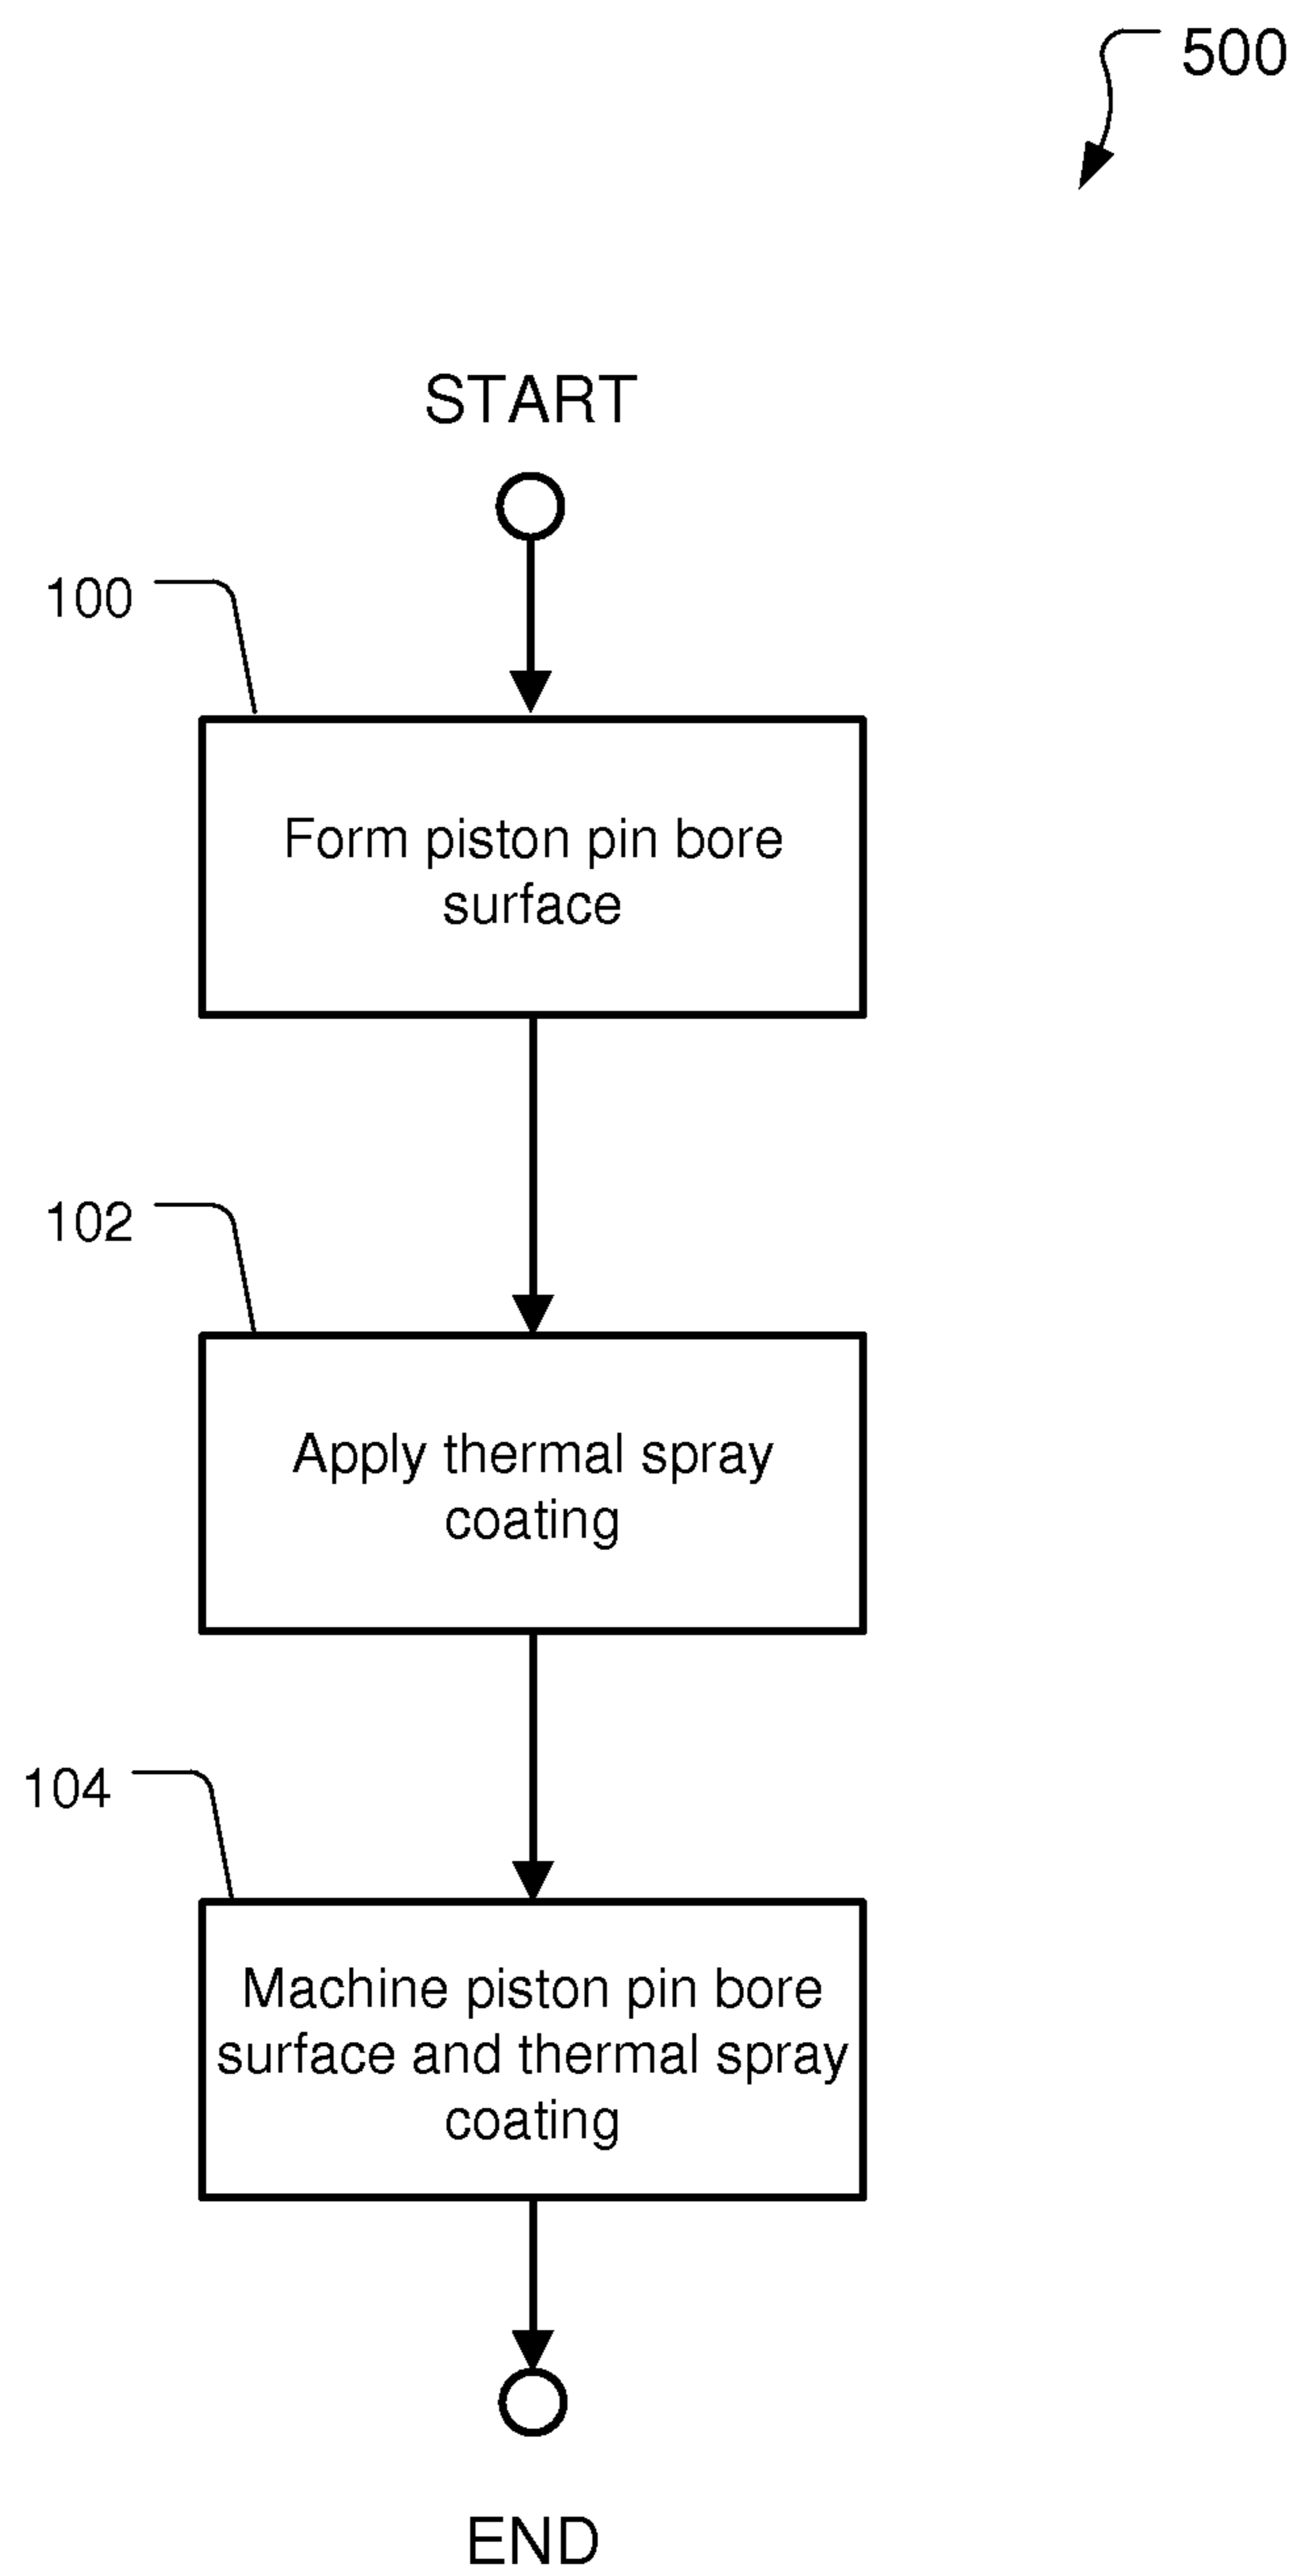 500
START
100
Form piston pin bore
surface
102
Apply thermal spray
coating
104
Machine piston pin bore
surface and thermal spray
coating
END